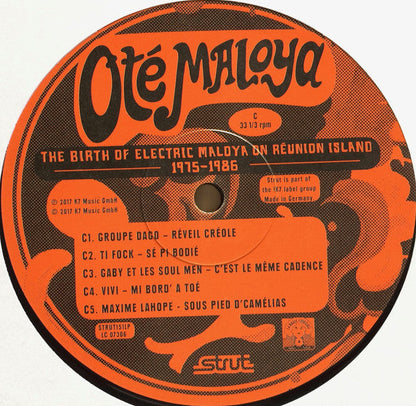 Oté MALOYA
C
33 1/3 rpm
THE BIRTH OF ELECTRIC MALOYA ON RÉUNION ISLAND
1975-1986
℗ 2017 K7 Music GmbH
© 2017 K7 Music GmbH
Strut is part of
the !K7 label group
Made in Germany.
C1. GROUPE DAGO – RÉVEIL CRÉOLE
C2. TI FOCK – SÉ PI BODIÉ
C3. GABY ET LES SOUL MEN – C'EST LE MÊME CADENCE
C4. VIVI – MI BORD' A TOÉ
C5. MAXIME LAHOPE - SOUS PIED D'CAMÉLIAS
STRUT151LP
LC 07306
strut